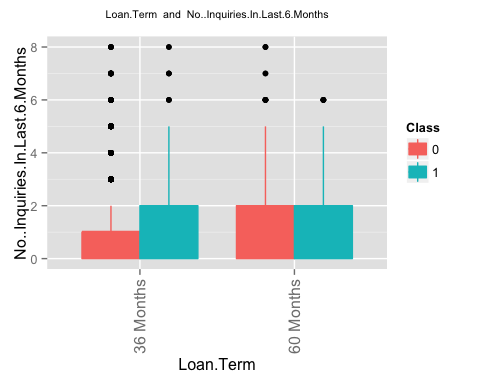 Loan.Term and No..Inquiries.In.Last.6.Months
No..Inquiries.In.Last.6.Months
8
6
4
2
0
36 Months
60 Months
Loan.Term
Class
0
1